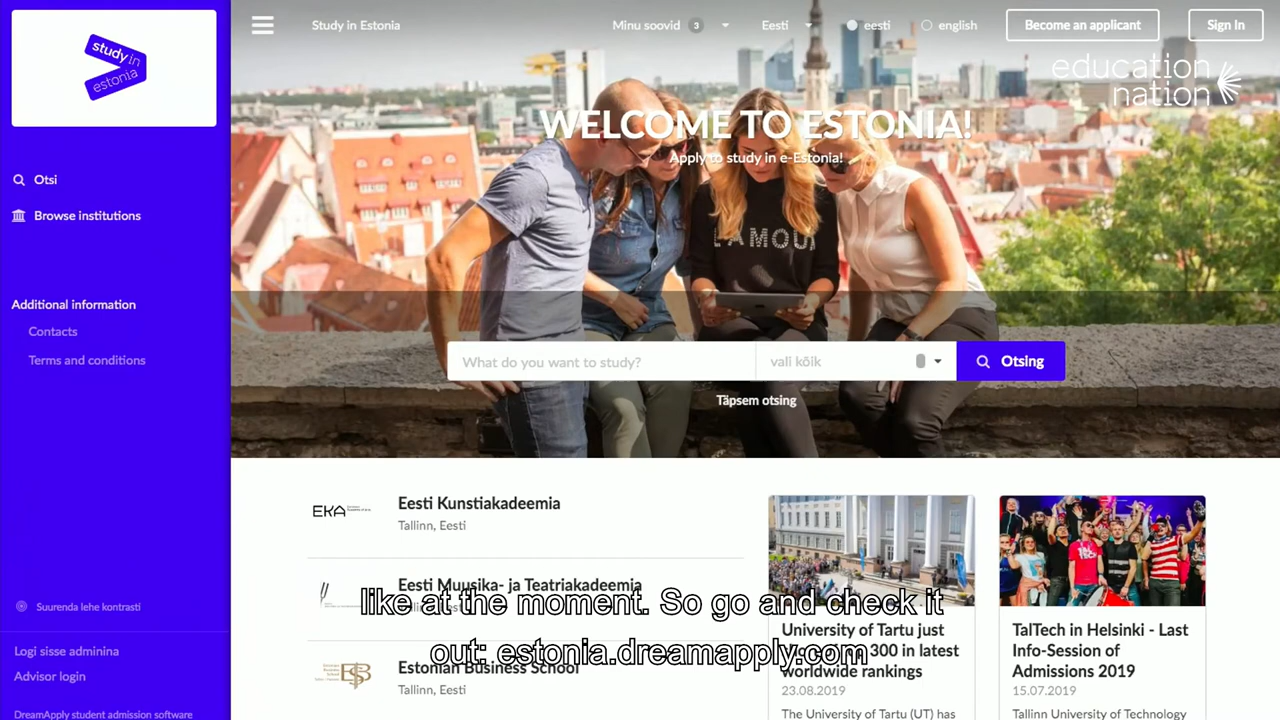 study in
estonia
Otsi
Browse institutions
Additional information
Contacts
Terms and conditions
Suurenda lehe kontrasti
Logi sisse adminina
Advisor login
DreamApply student admission software
Study in Estonia
Minu soovid 3
Eesti
eesti
english
Become an applicant
Sign In
education
nation
WELCOME TO ESTONIA!
Apply to study in e-Estonia!
What do you want to study?
vali kõik
Otsing
Täpsem otsing
EKA
Eesti Kunstiakadeemia
Tallinn, Eesti
Eesti Muusika- ja Teatriakadeemia
like at the moment. So go and check it
out: estonia.dreamapply.com
EBS
Estonian Business School
Tallinn, Eesti
University of Tartu just
300 in latest
worldwide rankings
23.08.2019
The University of Tartu (UT) has
TalTech in Helsinki - Last
Info-Session of
Admissions 2019
15.07.2019
Tallinn University of Technology